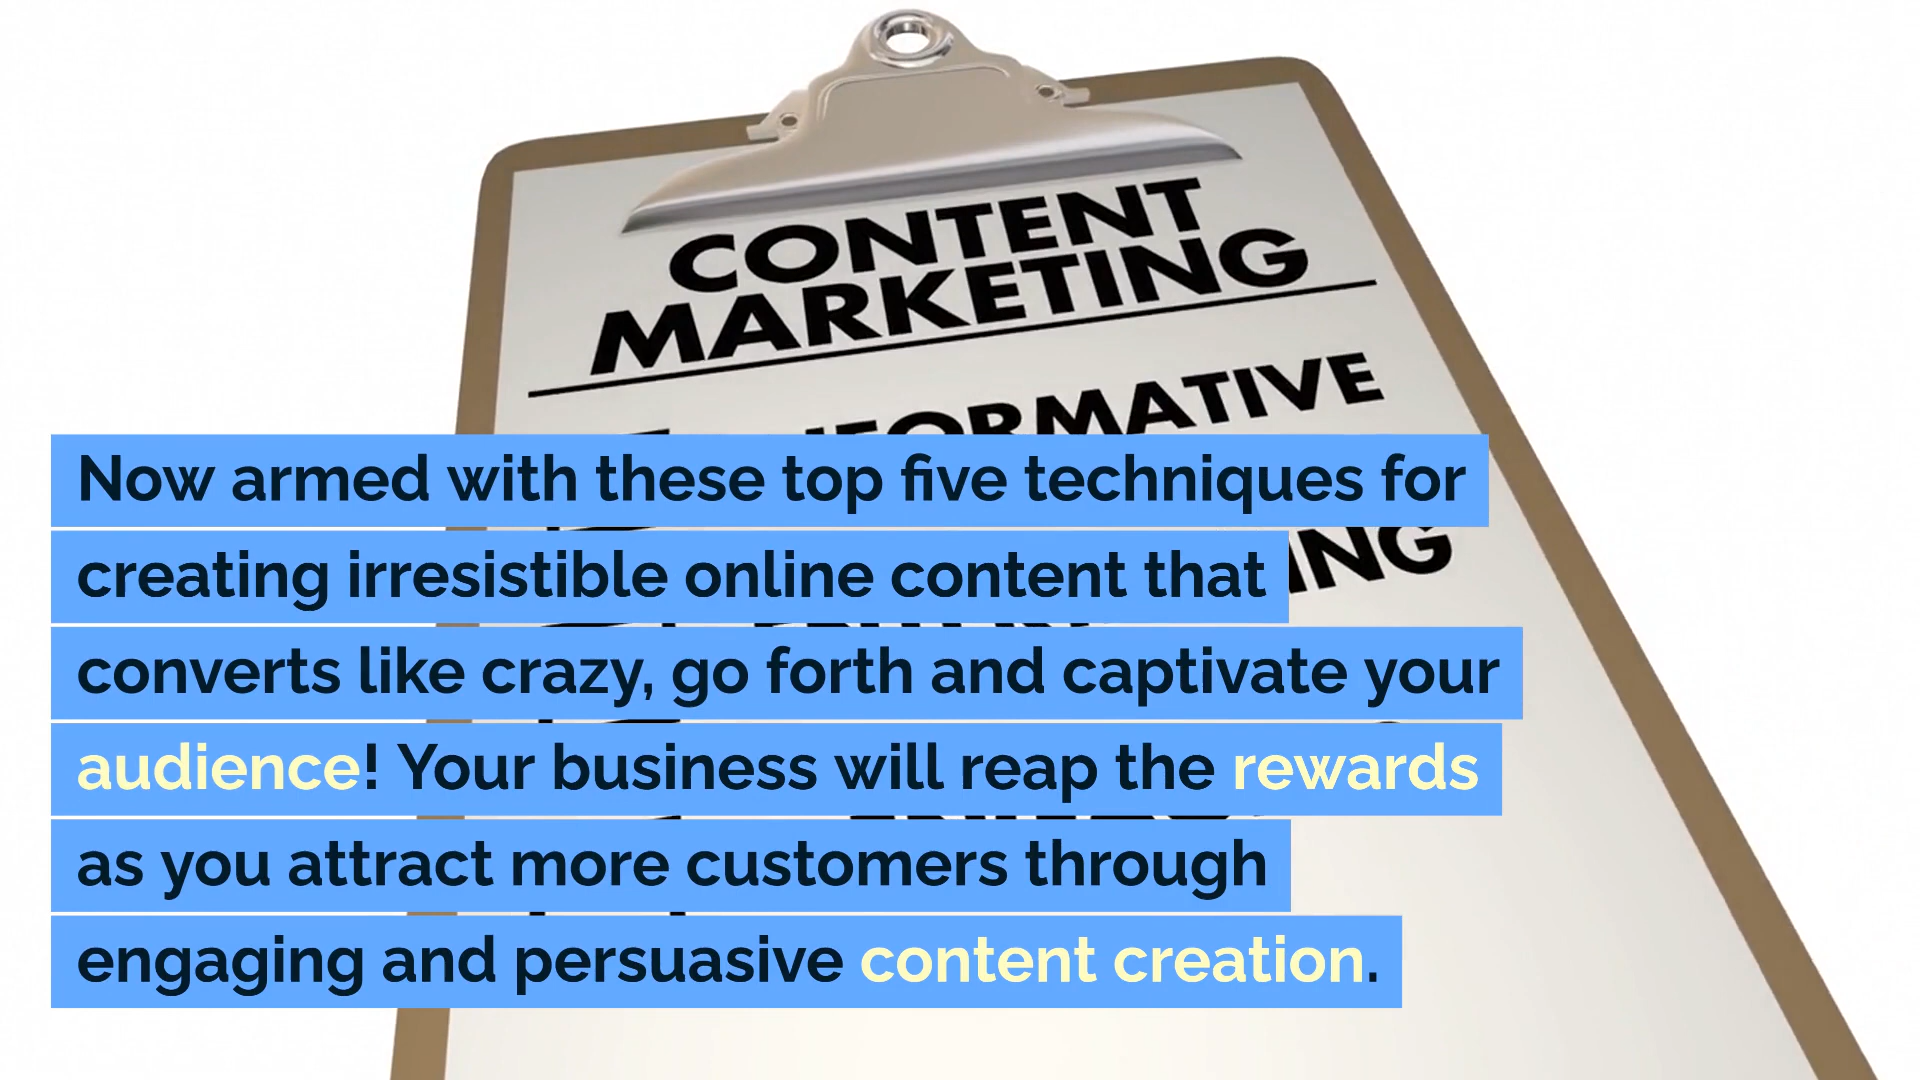 CONTENT
MARKETING
INFORMATIVE
Now armed with these top five techniques for
creating irresistible online content that
converts like crazy, go forth and captivate your
audience! Your business will reap the rewards
as you attract more customers through
engaging and persuasive content creation.